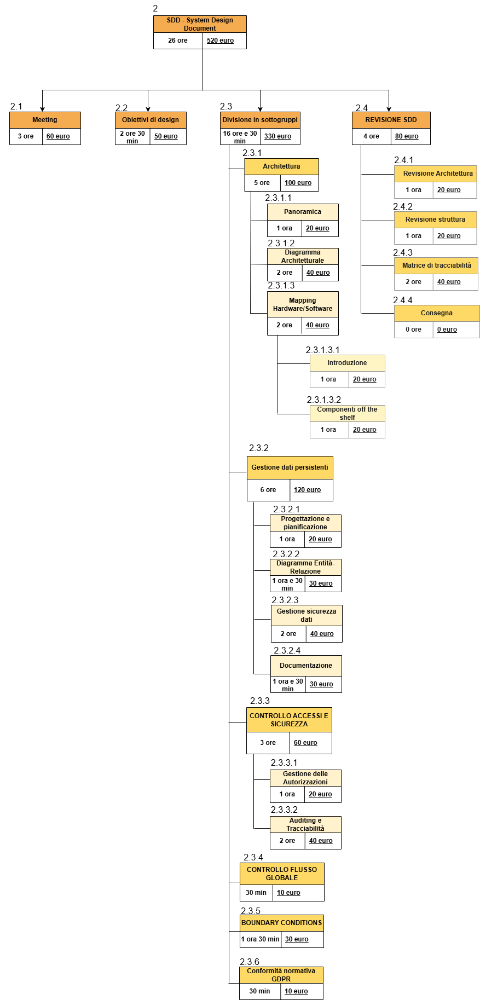 2
SDD - System Design
Document
26 ore
520 euro
2.1
Meeting
3 ore
60 euro
2.2
Obiettivi di design
2 ore 30
min
50 euro
2.3
Divisione in sottogruppi
16 ore e 30
min
330 euro
2.4
REVISIONE SDD
4 ore
80 euro
2.3.1
Architettura
5 ore
100 euro
2.3.1.1
Panoramica
1 ora
20 euro
2.3.1.2
Diagramma
Architetturale
2 ore
40 euro
2.3.1.3
Mapping
Hardware/Software
2 ore
40 euro
2.3.1.3.1
Introduzione
1 ora
20 euro
2.3.1.3.2
Componenti off the
shelf
1 ora
20 euro
2.4.1
Revisione Architettura
1 ora
20 euro
2.4.2
Revisione struttura
1 ora
20 euro
2.4.3
Matrice di tracciabilità
2 ore
40 euro
2.4.4
Consegna
0 ore
0 euro
2.3.2
Gestione dati persistenti
6 ore
120 euro
2.3.2.1
Progettazione e
pianificazione
1 ora
20 euro
2.3.2.2
Diagramma Entità-
Relazione
1 ora e 30
min
30 euro
2.3.2.3
Gestione sicurezza
dati
2 ore
40 euro
2.3.2.4
Documentazione
1 ora e 30
min
30 euro
2.3.3
CONTROLLO ACCESSI E
SICUREZZA
3 ore
60 euro
2.3.3.1
Gestione delle
Autorizzazioni
1 ora
20 euro
2.3.3.2
Auditing e
Tracciabilità
2 ore
40 euro
2.3.4
CONTROLLO FLUSSO
GLOBALE
30 min
10 euro
2.3.5
BOUNDARY CONDITIONS
1 ora 30 min
30 euro
2.3.6
Conformità normativa
GDPR
30 min
10 euro